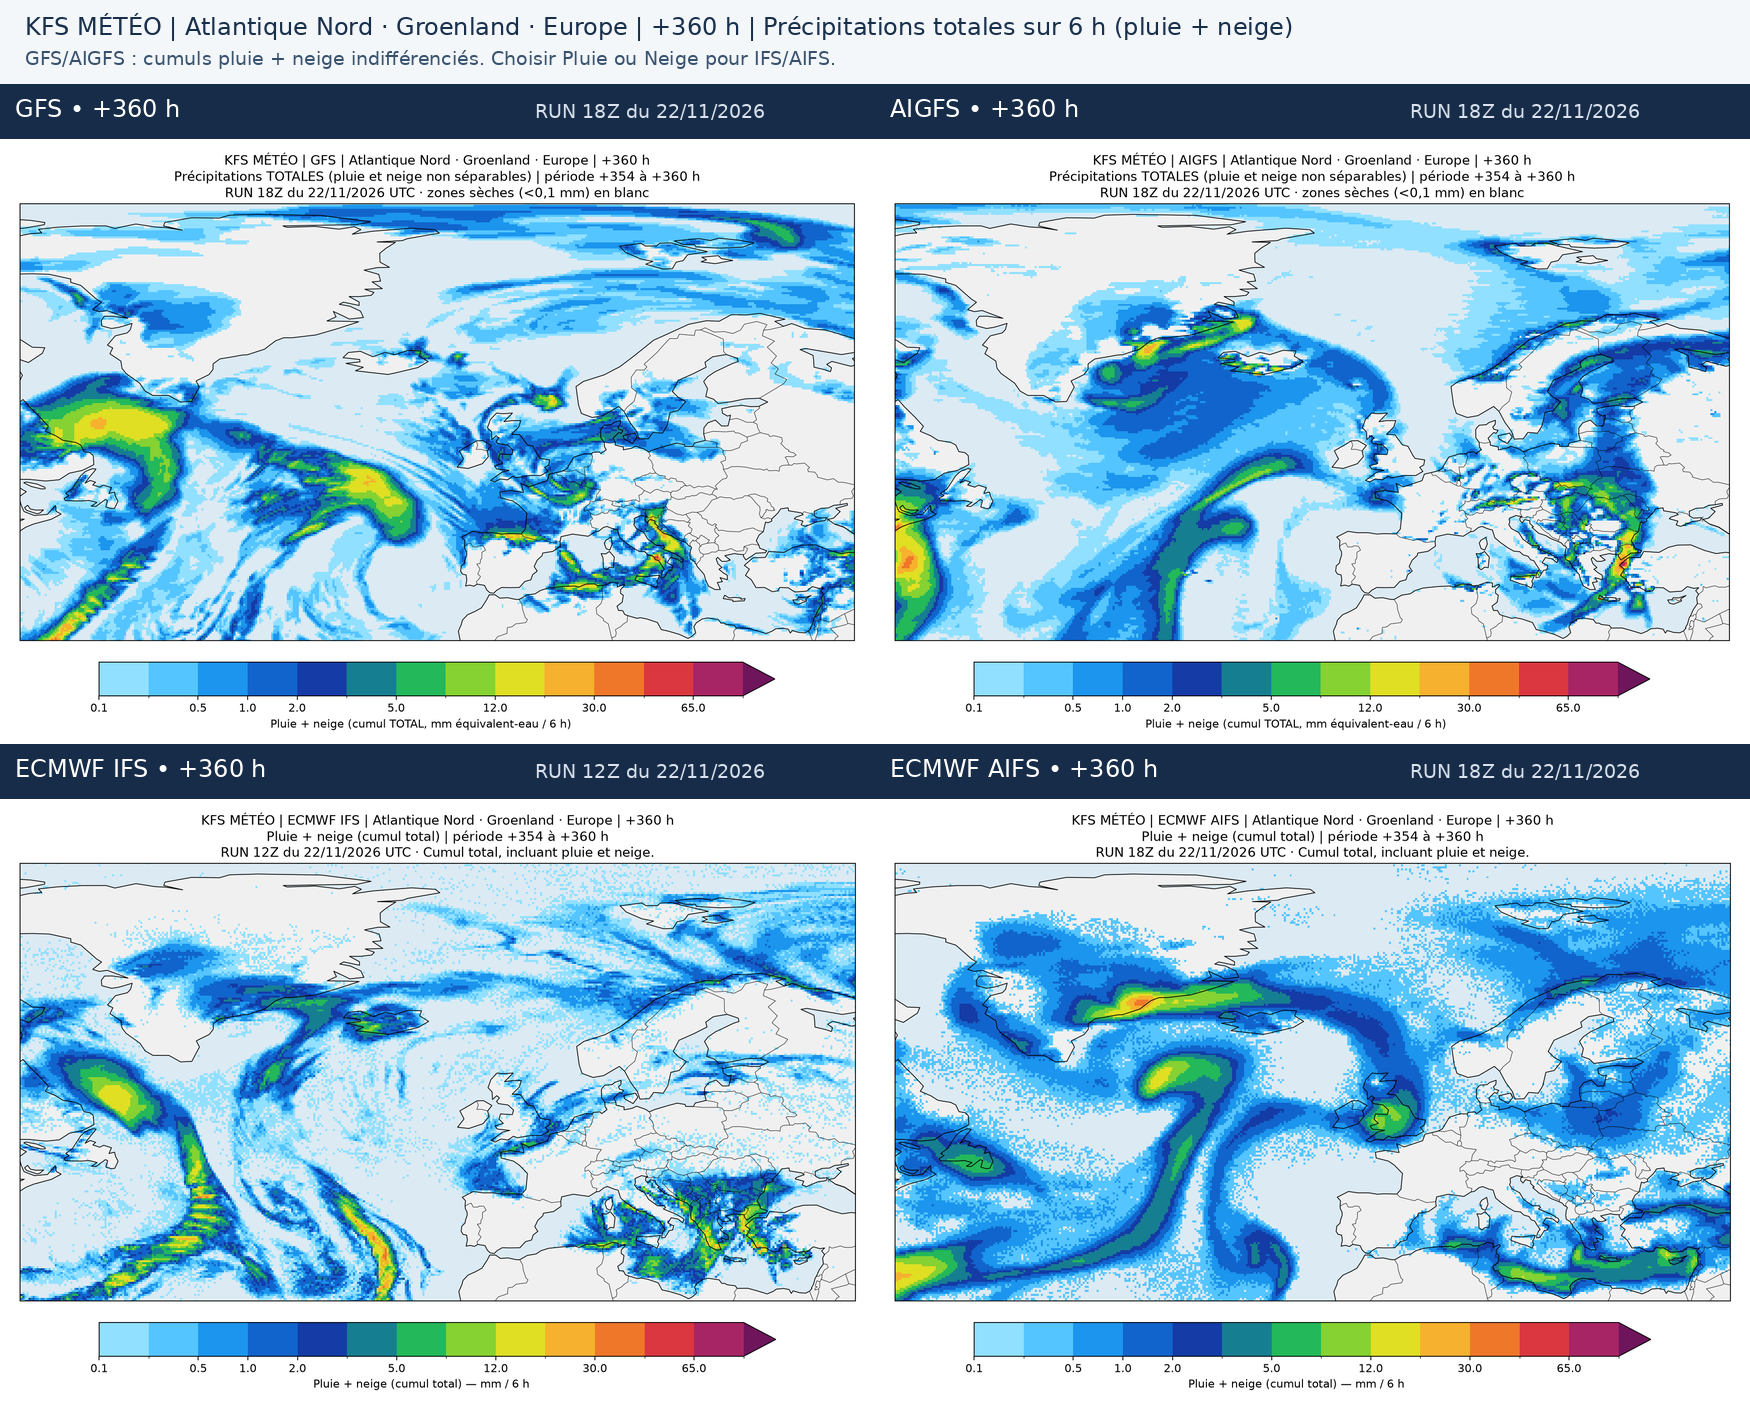 KFS MÉTÉO | Atlantique Nord · Groenland · Europe | +360 h | Précipitations totales sur 6 h (pluie + neige)
GFS/AIGFS : cumuls pluie + neige indifférenciés. Choisir Pluie ou Neige pour IFS/AIFS.
GFS • +360 h
RUN 18Z du 22/11/2026
AIGFS • +360 h
RUN 18Z du 22/11/2026
KFS MÉTÉO | GFS | Atlantique Nord · Groenland · Europe | +360 h
Précipitations TOTALES (pluie et neige non séparables) | période +354 à +360 h
RUN 18Z du 22/11/2026 UTC · zones sèches (<0,1 mm) en blanc
KFS MÉTÉO | AIGFS | Atlantique Nord · Groenland · Europe | +360 h
Précipitations TOTALES (pluie et neige non séparables) | période +354 à +360 h
RUN 18Z du 22/11/2026 UTC · zones sèches (<0,1 mm) en blanc
0.1 0.5 1.0 2.0 5.0 12.0 30.0 65.0
Pluie + neige (cumul TOTAL, mm équivalent-eau / 6 h)
0.1 0.5 1.0 2.0 5.0 12.0 30.0 65.0
Pluie + neige (cumul TOTAL, mm équivalent-eau / 6 h)
ECMWF IFS • +360 h
RUN 12Z du 22/11/2026
ECMWF AIFS • +360 h
RUN 18Z du 22/11/2026
KFS MÉTÉO | ECMWF IFS | Atlantique Nord · Groenland · Europe | +360 h
Pluie + neige (cumul total) | période +354 à +360 h
RUN 12Z du 22/11/2026 UTC · Cumul total, incluant pluie et neige.
KFS MÉTÉO | ECMWF AIFS | Atlantique Nord · Groenland · Europe | +360 h
Pluie + neige (cumul total) | période +354 à +360 h
RUN 18Z du 22/11/2026 UTC · Cumul total, incluant pluie et neige.
0.1 0.5 1.0 2.0 5.0 12.0 30.0 65.0
Pluie + neige (cumul total) — mm / 6 h
0.1 0.5 1.0 2.0 5.0 12.0 30.0 65.0
Pluie + neige (cumul total) — mm / 6 h